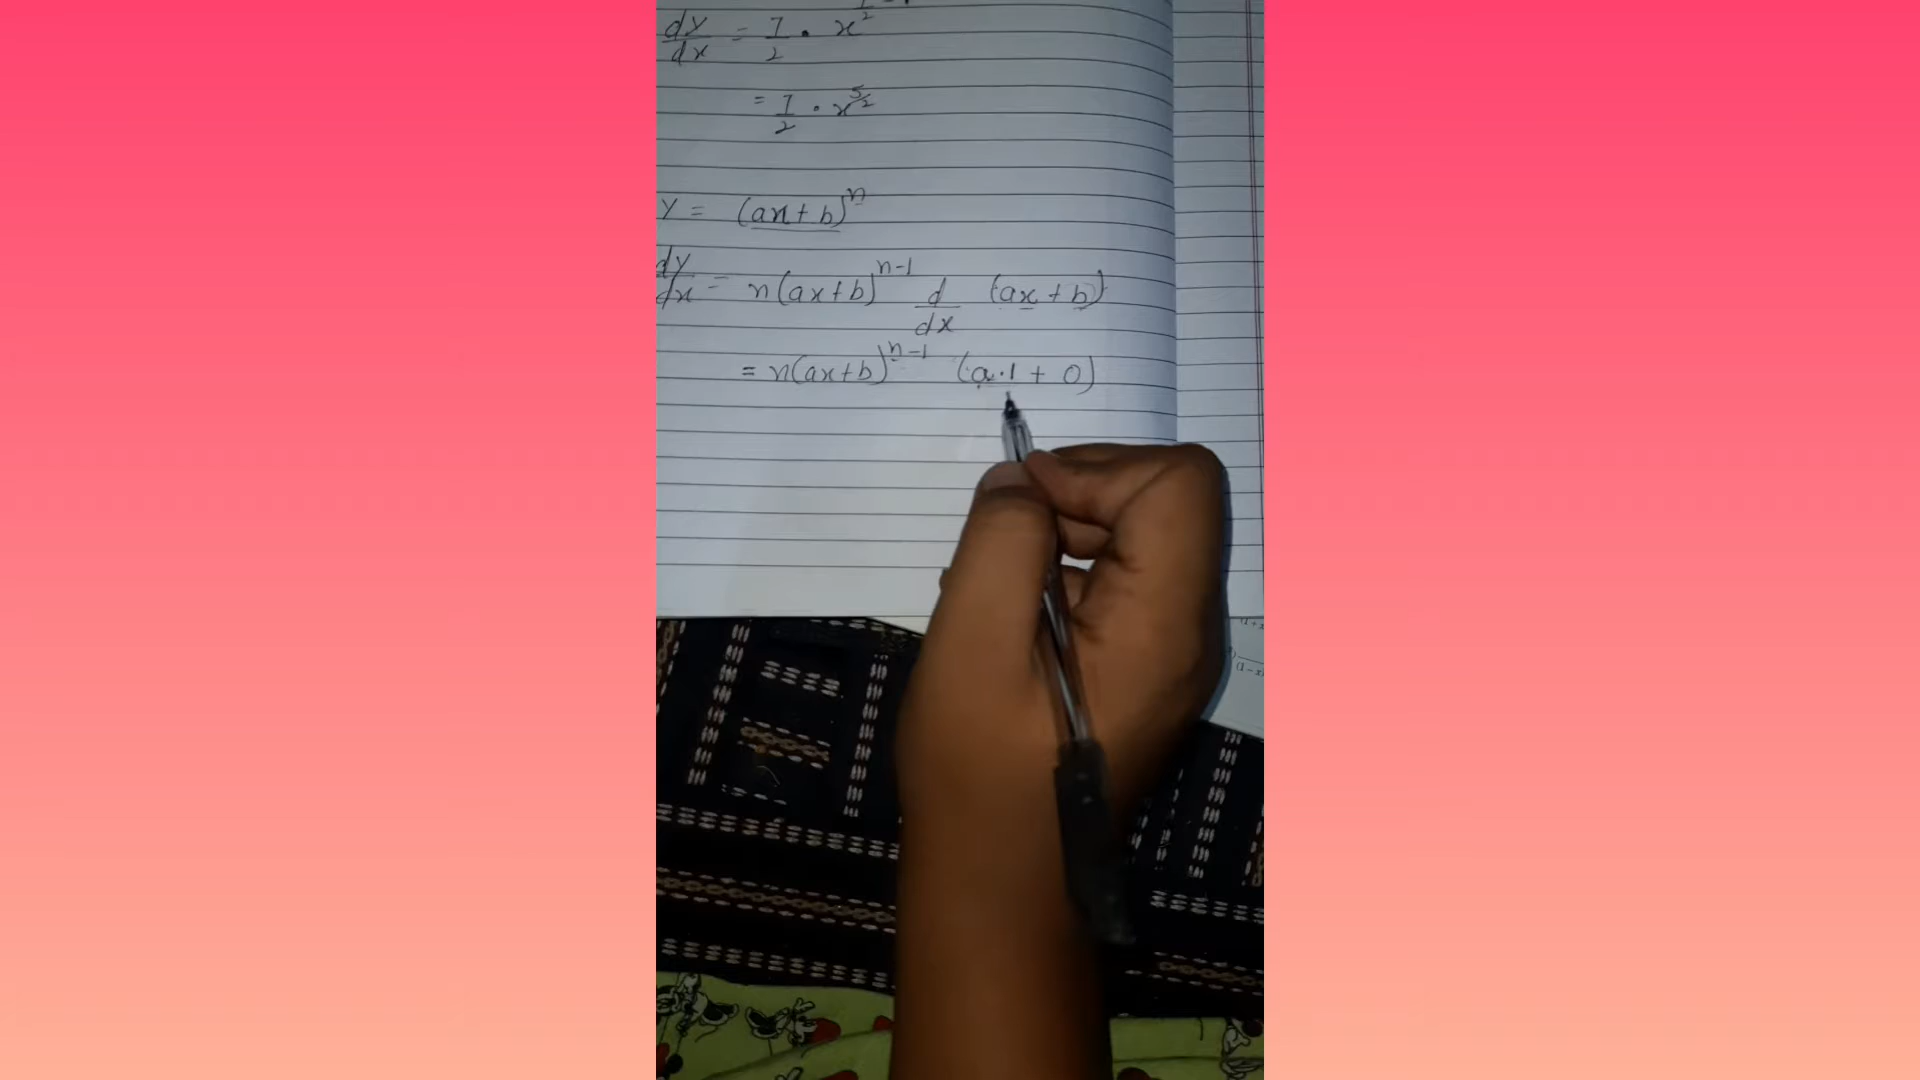 dy/dx = 1/2 · x^2
= 1/2 · x^5/2
y = (ax+b)^n
dy/dx = n(ax+b)^n-1 d/dx (ax+b)
= n(ax+b)^n-1 (a·1 + 0)